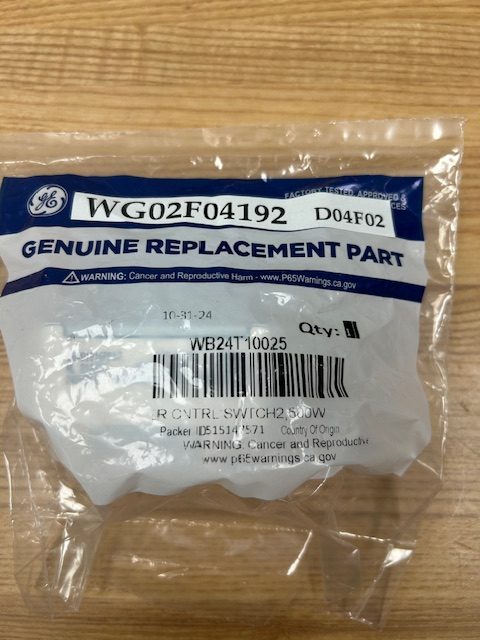 GE
FACTORY TESTED, APPROVED &
WG02F04192 D04F02
GENUINE REPLACEMENT PART
WARNING: Cancer and Reproductive Harm - www.P65Warnings.ca.gov
10-31-24
Qty:
WB24T10025
R CNTRL SWTCH2,500W
Packer ID515147571 Country Of Origin
WARNING: Cancer and Reproductive
www.p65warnings.ca.gov